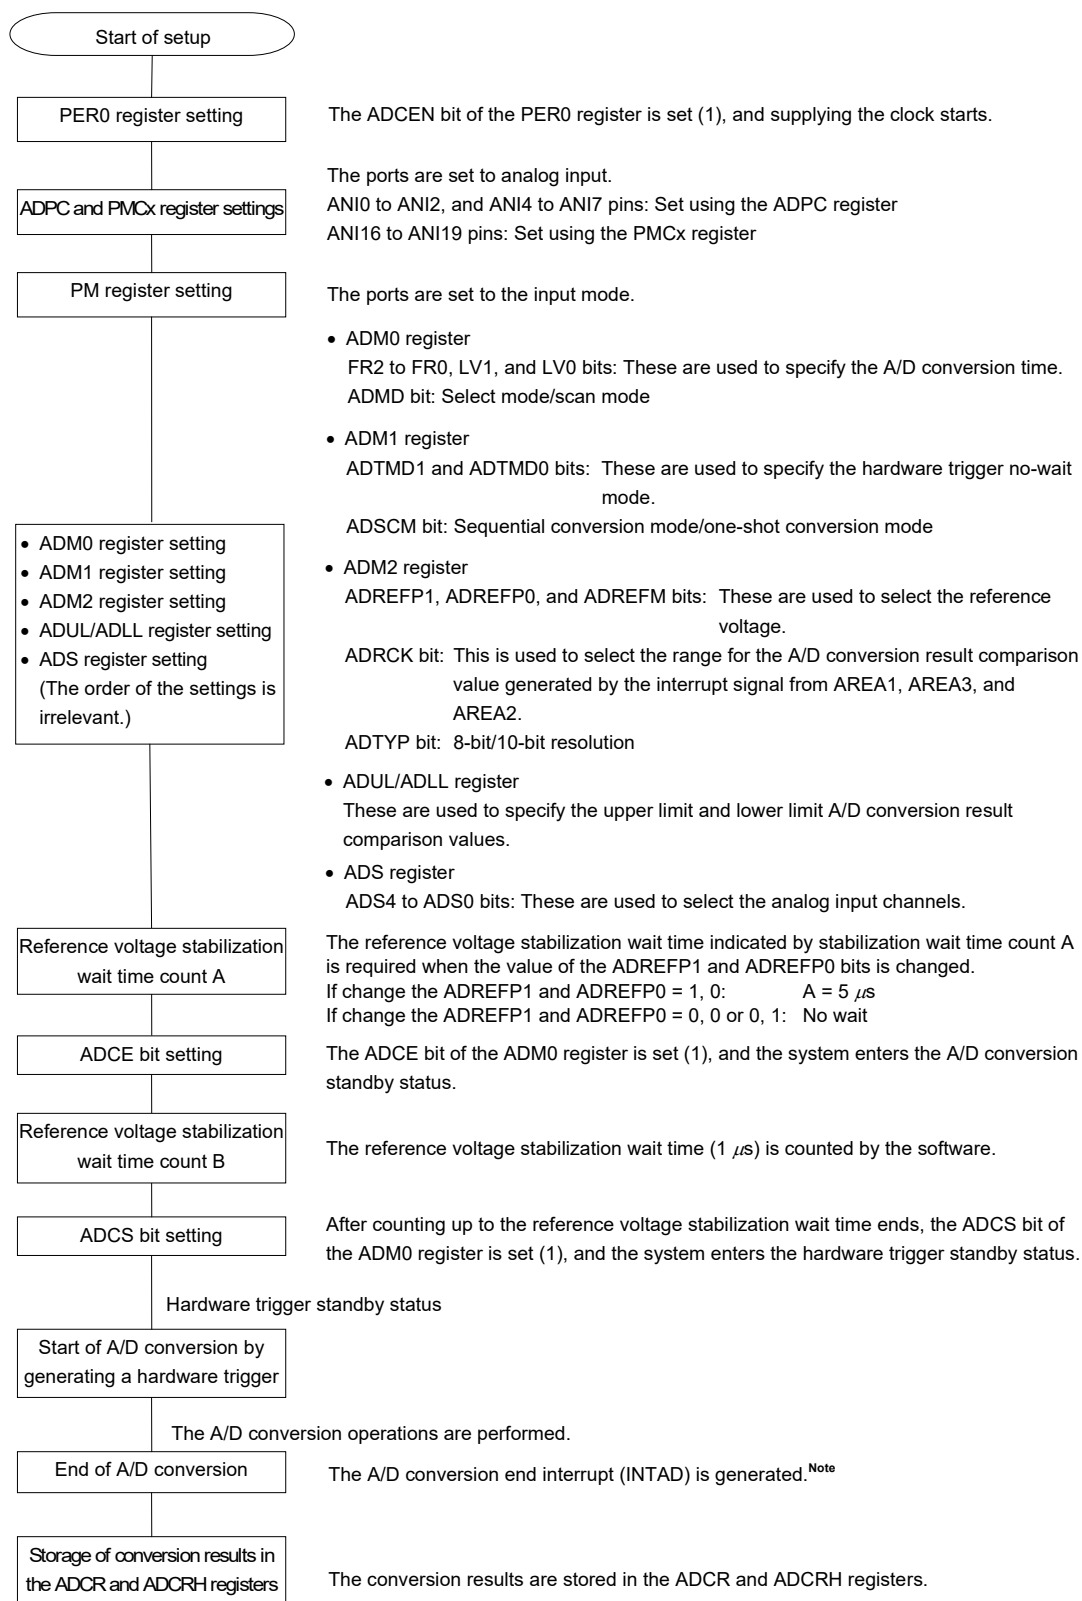 Start of setup
PER0 register setting
The ADCEN bit of the PER0 register is set (1), and supplying the clock starts.
ADPC and PMCx register settings
The ports are set to analog input.
ANI0 to ANI2, and ANI4 to ANI7 pins: Set using the ADPC register
ANI16 to ANI19 pins: Set using the PMCx register
PM register setting
The ports are set to the input mode.
• ADM0 register setting
• ADM1 register setting
• ADM2 register setting
• ADUL/ADLL register setting
• ADS register setting
(The order of the settings is
irrelevant.)
• ADM0 register
FR2 to FR0, LV1, and LV0 bits: These are used to specify the A/D conversion time.
ADMD bit: Select mode/scan mode
• ADM1 register
ADTMD1 and ADTMD0 bits: These are used to specify the hardware trigger no-wait
mode.
ADSCM bit: Sequential conversion mode/one-shot conversion mode
• ADM2 register
ADREFP1, ADREFP0, and ADREFM bits: These are used to select the reference
voltage.
ADRCK bit: This is used to select the range for the A/D conversion result comparison
value generated by the interrupt signal from AREA1, AREA3, and
AREA2.
ADTYP bit: 8-bit/10-bit resolution
• ADUL/ADLL register
These are used to specify the upper limit and lower limit A/D conversion result
comparison values.
• ADS register
ADS4 to ADS0 bits: These are used to select the analog input channels.
Reference voltage stabilization
wait time count A
The reference voltage stabilization wait time indicated by stabilization wait time count A
is required when the value of the ADREFP1 and ADREFP0 bits is changed.
If change the ADREFP1 and ADREFP0 = 1, 0: A = 5 μs
If change the ADREFP1 and ADREFP0 = 0, 0 or 0, 1: No wait
ADCE bit setting
The ADCE bit of the ADM0 register is set (1), and the system enters the A/D conversion
standby status.
Reference voltage stabilization
wait time count B
The reference voltage stabilization wait time (1 μs) is counted by the software.
ADCS bit setting
After counting up to the reference voltage stabilization wait time ends, the ADCS bit of
the ADM0 register is set (1), and the system enters the hardware trigger standby status.
Hardware trigger standby status
Start of A/D conversion by
generating a hardware trigger
The A/D conversion operations are performed.
End of A/D conversion
The A/D conversion end interrupt (INTAD) is generated.Note
Storage of conversion results in
the ADCR and ADCRH registers
The conversion results are stored in the ADCR and ADCRH registers.